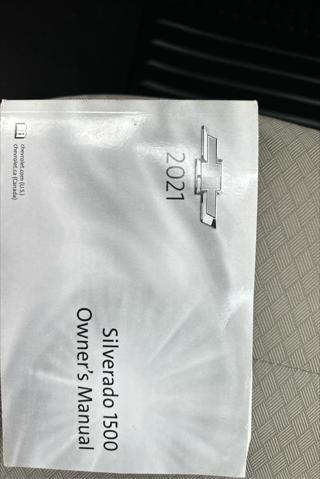 2021
Silverado 1500
Owner's Manual
chevrolet.com (U.S.)
chevrolet.ca (Canada)